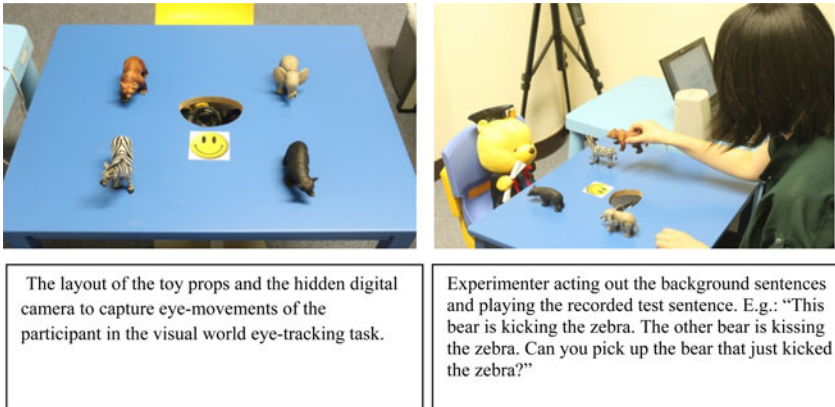 The layout of the toy props and the hidden digital
camera to capture eye-movements of the
participant in the visual world eye-tracking task.
Experimenter acting out the background sentences
and playing the recorded test sentence. E.g.: “This
bear is kicking the zebra. The other bear is kissing
the zebra. Can you pick up the bear that just kicked
the zebra?”